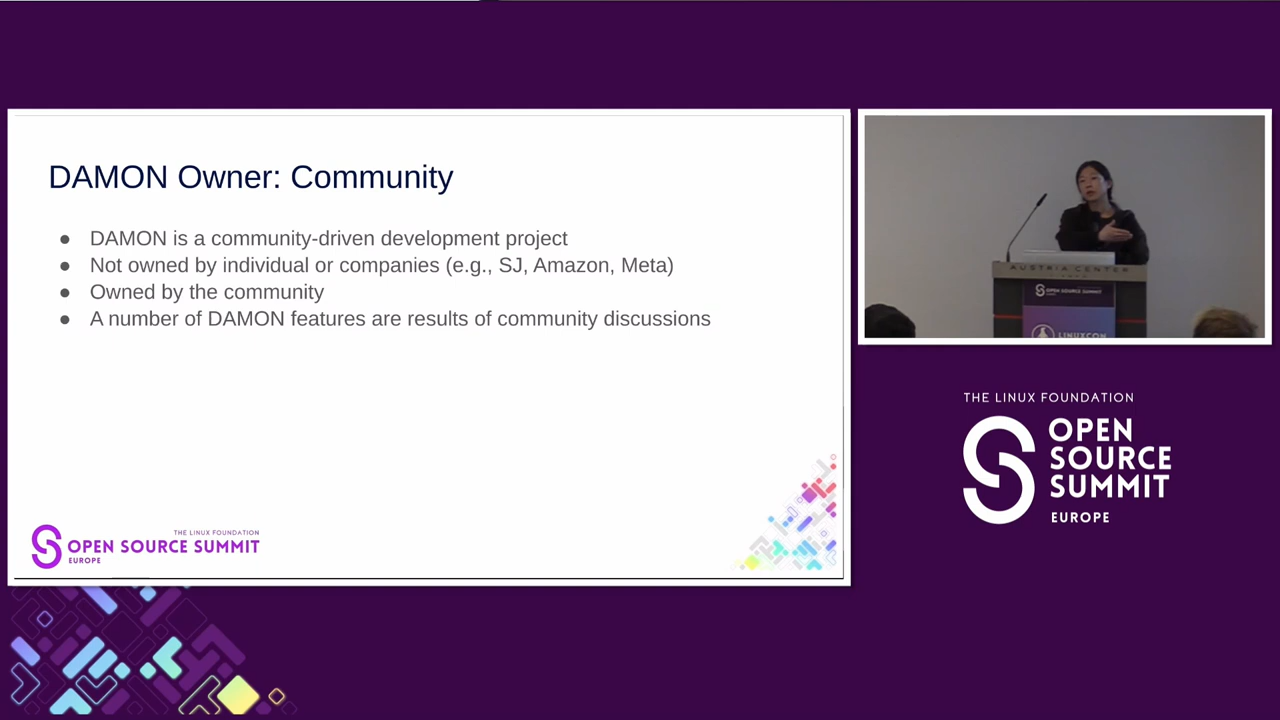 DAMON Owner: Community
● DAMON is a community-driven development project
● Not owned by individual or companies (e.g., SJ, Amazon, Meta)
● Owned by the community
● A number of DAMON features are results of community discussions
THE LINUX FOUNDATION
OPEN SOURCE SUMMIT
EUROPE
AUSTRIA CENTER
OPEN SOURCE SUMMIT
LINUXCON
THE LINUX FOUNDATION
OPEN
SOURCE
SUMMIT
EUROPE